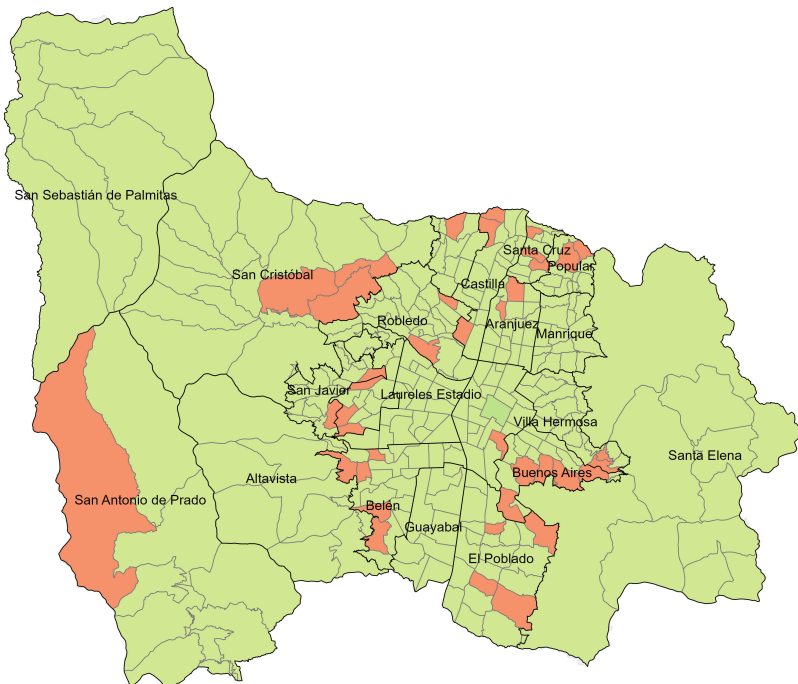 San Sebastián de Palmitas
Santa Cruz
Popular
San Cristóbal
Castilla
Robledo
Aranjuez
Manrique
San Javier
Laureles Estadio
Villa Hermosa
Santa Elena
Buenos Aires
Altavista
San Antonio de Prado
Belén
Guayabal
El Poblado